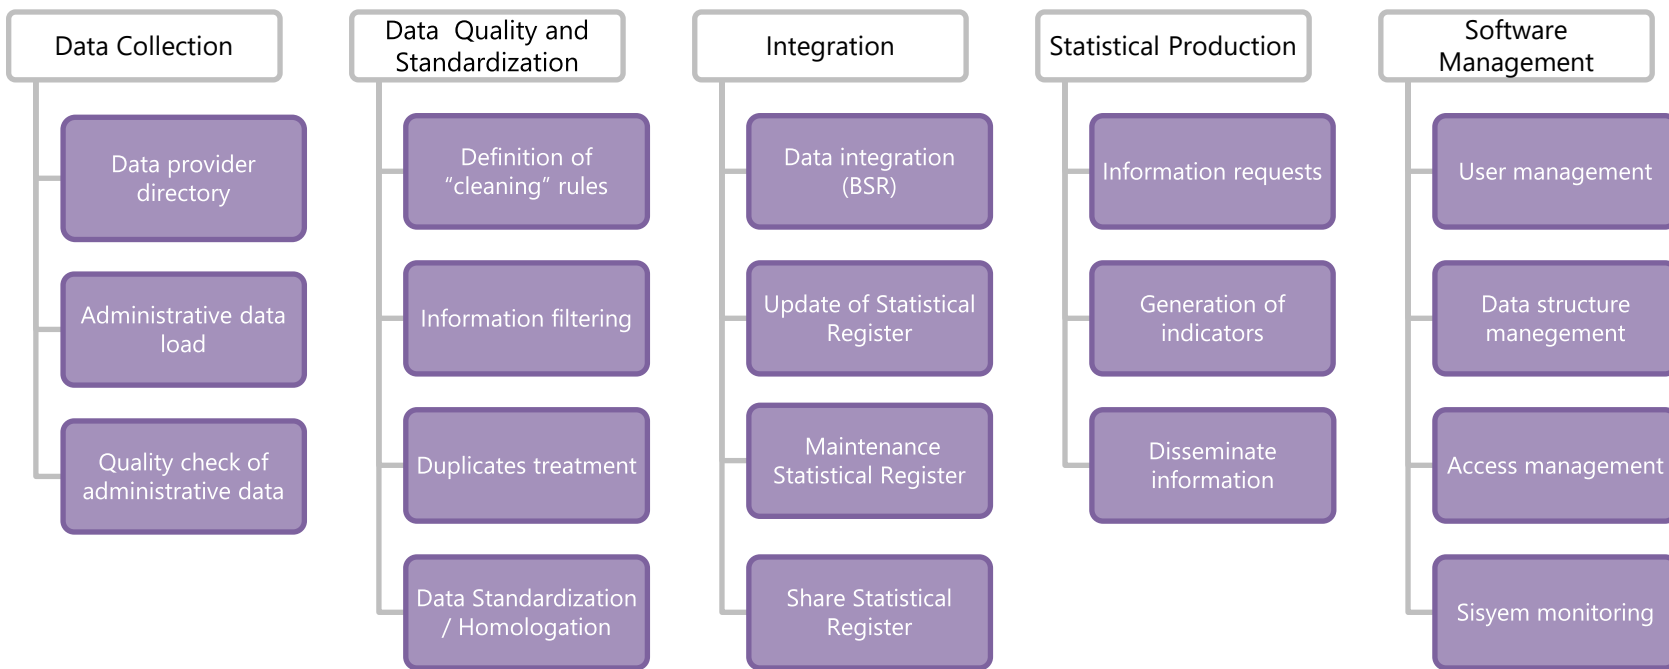 Data Collection
Data provider
directory
Administrative data
load
Quality check of
administrative data
Data Quality and
Standardization
Definition of
“cleaning” rules
Information filtering
Duplicates treatment
Data Standardization
/ Homologation
Integration
Data integration
(BSR)
Update of Statistical
Register
Maintenance
Statistical Register
Share Statistical
Register
Statistical Production
Information requests
Generation of
indicators
Disseminate
information
Software
Management
User management
Data structure
manegement
Access management
Sisyem monitoring